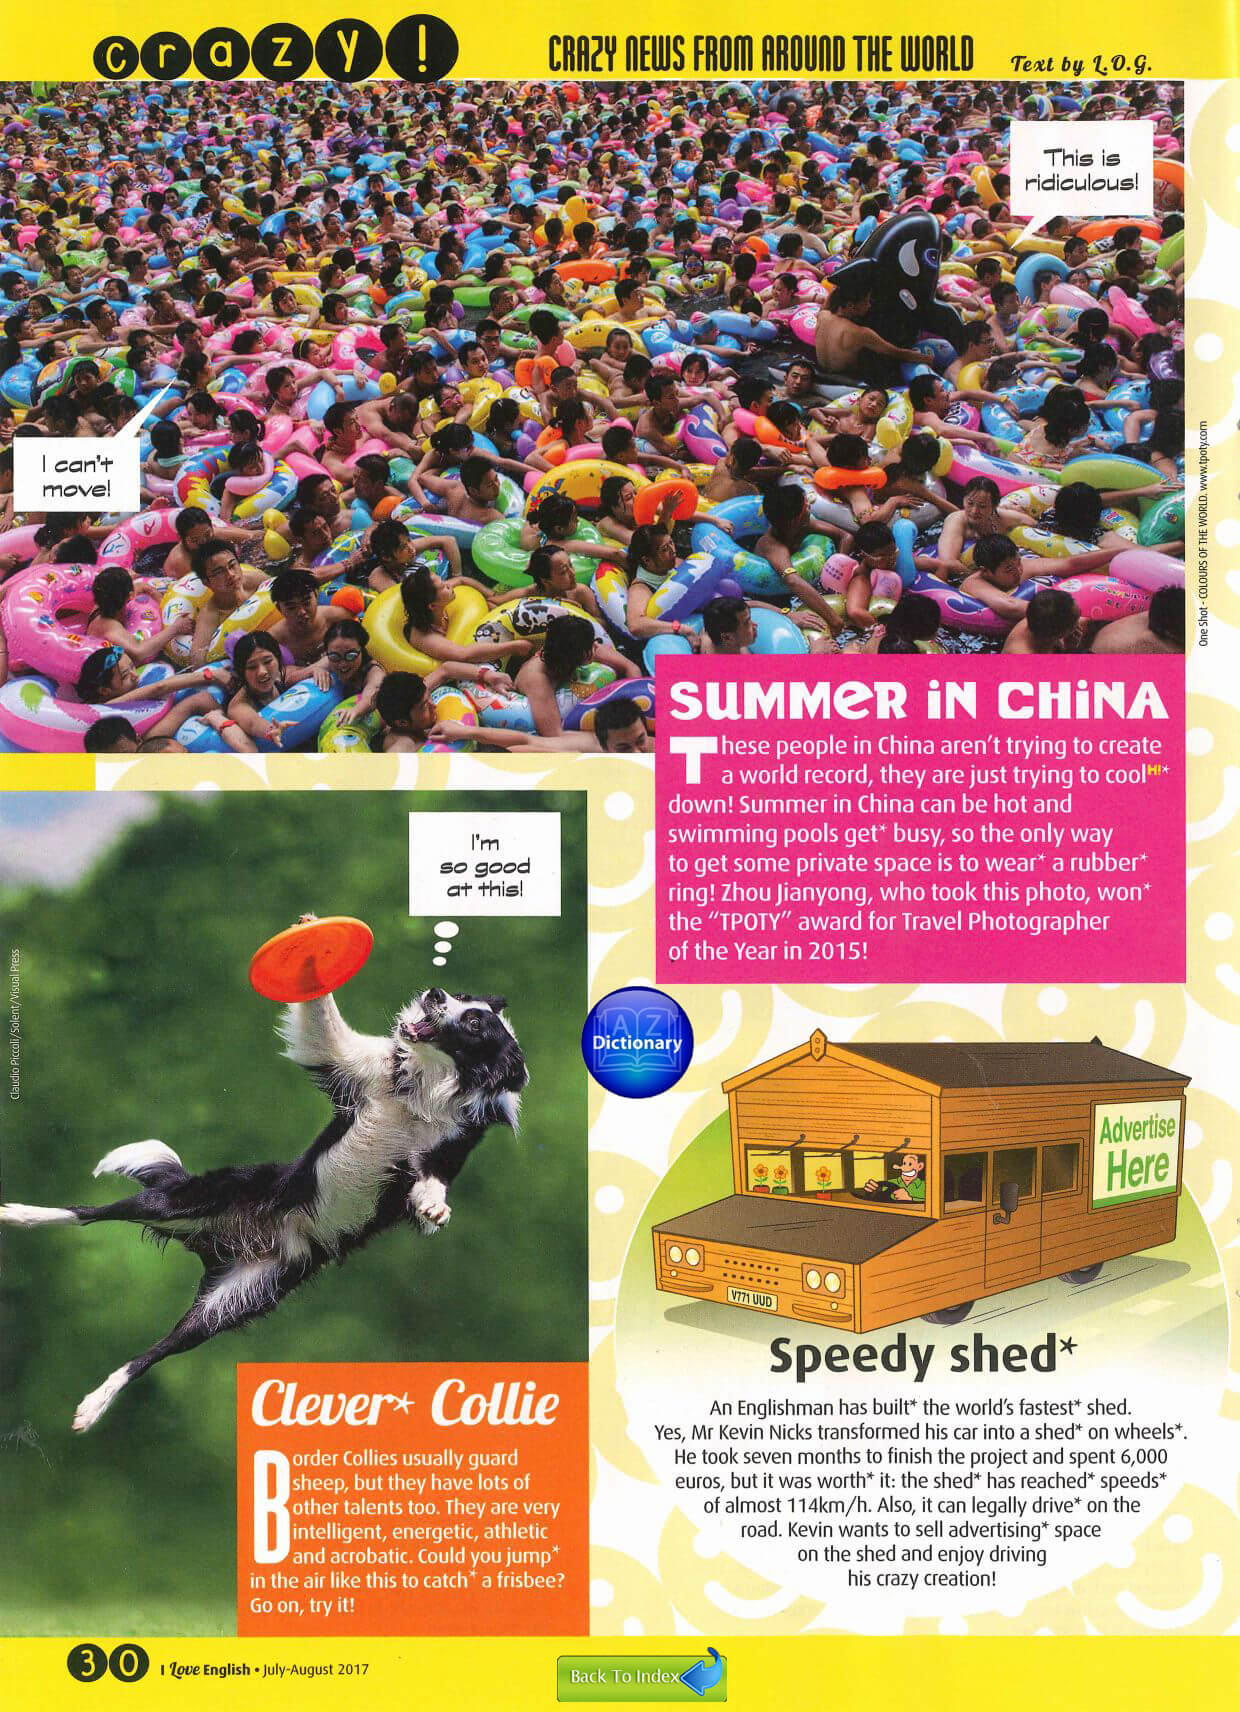 crazy!
CRAZY NEWS FROM AROUND THE WORLD
Text by L.O.G.
This is
ridiculous!
I can't
move!
One Shot - COLOURS OF THE WORLD. www.tpoty.com
SUMMER iN CHiNA
These people in China aren't trying to create
a world record, they are just trying to coolH!*
down! Summer in China can be hot and
swimming pools get* busy, so the only way
to get some private space is to wear* a rubber*
ring! Zhou Jianyong, who took this photo, won*
the “TPOTY” award for Travel Photographer
of the Year in 2015!
I'm
so good
at this!
Claudio Piccoli/Solent/Visual Press
A Z
Dictionary
Clever* Collie
Border Collies usually guard
sheep, but they have lots of
other talents too. They are very
intelligent, energetic, athletic
and acrobatic. Could you jump*
in the air like this to catch* a frisbee?
Go on, try it!
Advertise
Here
V771 UUD
Speedy shed*
An Englishman has built* the world's fastest* shed.
Yes, Mr Kevin Nicks transformed his car into a shed* on wheels*.
He took seven months to finish the project and spent 6,000
euros, but it was worth* it: the shed* has reached* speeds*
of almost 114km/h. Also, it can legally drive* on the
road. Kevin wants to sell advertising* space
on the shed and enjoy driving
his crazy creation!
30 I Love English • July-August 2017
Back To Index